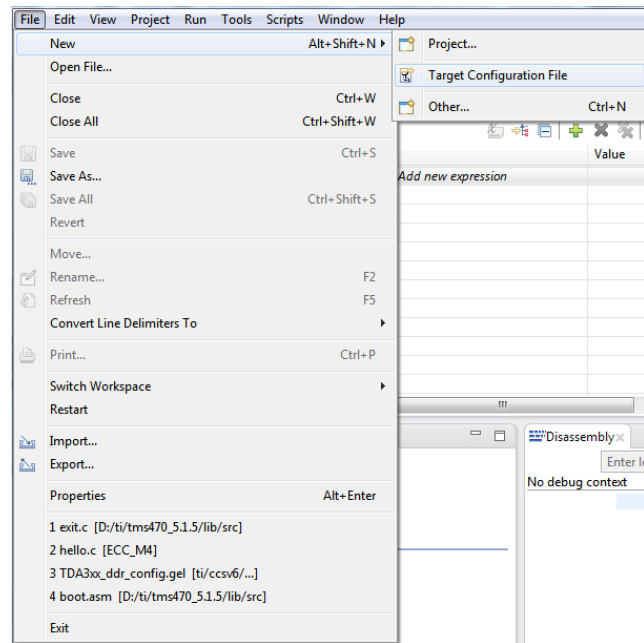 File Edit View Project Run Tools Scripts Window Help
New Alt+Shift+N
Project...
Open File...
Target Configuration File
Close Ctrl+W
Other... Ctrl+N
Close All Ctrl+Shift+W
Save Ctrl+S
Value
Save As...
Add new expression
Save All Ctrl+Shift+S
Revert
Move...
Rename... F2
Refresh F5
Convert Line Delimiters To
Print... Ctrl+P
Switch Workspace
Restart
Import...
Disassembly
Export...
Enter l
No debug context
Properties Alt+Enter
1 exit.c [D:/ti/tms470_5.1.5/lib/src]
2 hello.c [ECC_M4]
3 TDA3xx_ddr_config.gel [ti/ccsv6/...]
4 boot.asm [D:/ti/tms470_5.1.5/lib/src]
Exit